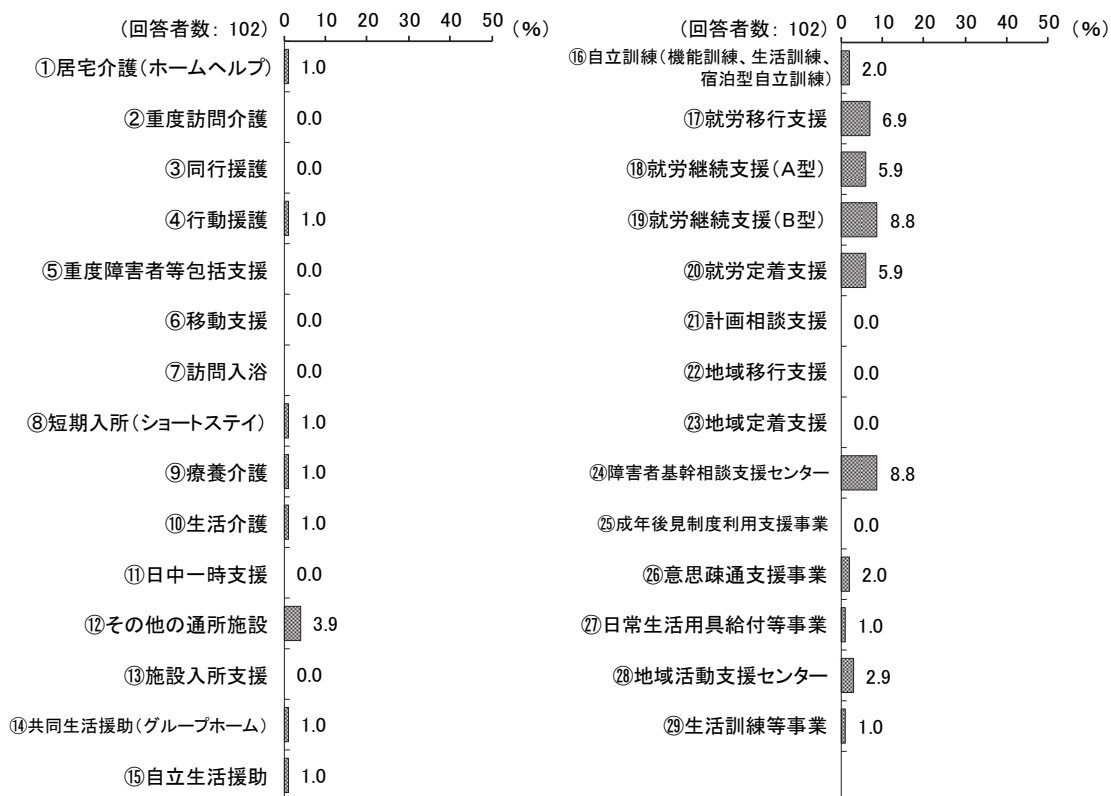 (回答者数: 102) 0 10 20 30 40 50 (%)
①居宅介護(ホームヘルプ) 1.0
②重度訪問介護 0.0
③同行援護 0.0
④行動援護 1.0
⑤重度障害者等包括支援 0.0
⑥移動支援 0.0
⑦訪問入浴 0.0
⑧短期入所(ショートステイ) 1.0
⑨療養介護 1.0
⑩生活介護 1.0
⑪日中一時支援 0.0
⑫その他の通所施設 3.9
⑬施設入所支援 0.0
⑭共同生活援助(グループホーム) 1.0
⑮自立生活援助 1.0
(回答者数: 102) 0 10 20 30 40 50 (%)
⑯自立訓練(機能訓練、生活訓練、
宿泊型自立訓練) 2.0
⑰就労移行支援 6.9
⑱就労継続支援(A型) 5.9
⑲就労継続支援(B型) 8.8
⑳就労定着支援 5.9
㉑計画相談支援 0.0
㉒地域移行支援 0.0
㉓地域定着支援 0.0
㉔障害者基幹相談支援センター 8.8
㉕成年後見制度利用支援事業 0.0
㉖意思疎通支援事業 2.0
㉗日常生活用具給付等事業 1.0
㉘地域活動支援センター 2.9
㉙生活訓練等事業 1.0